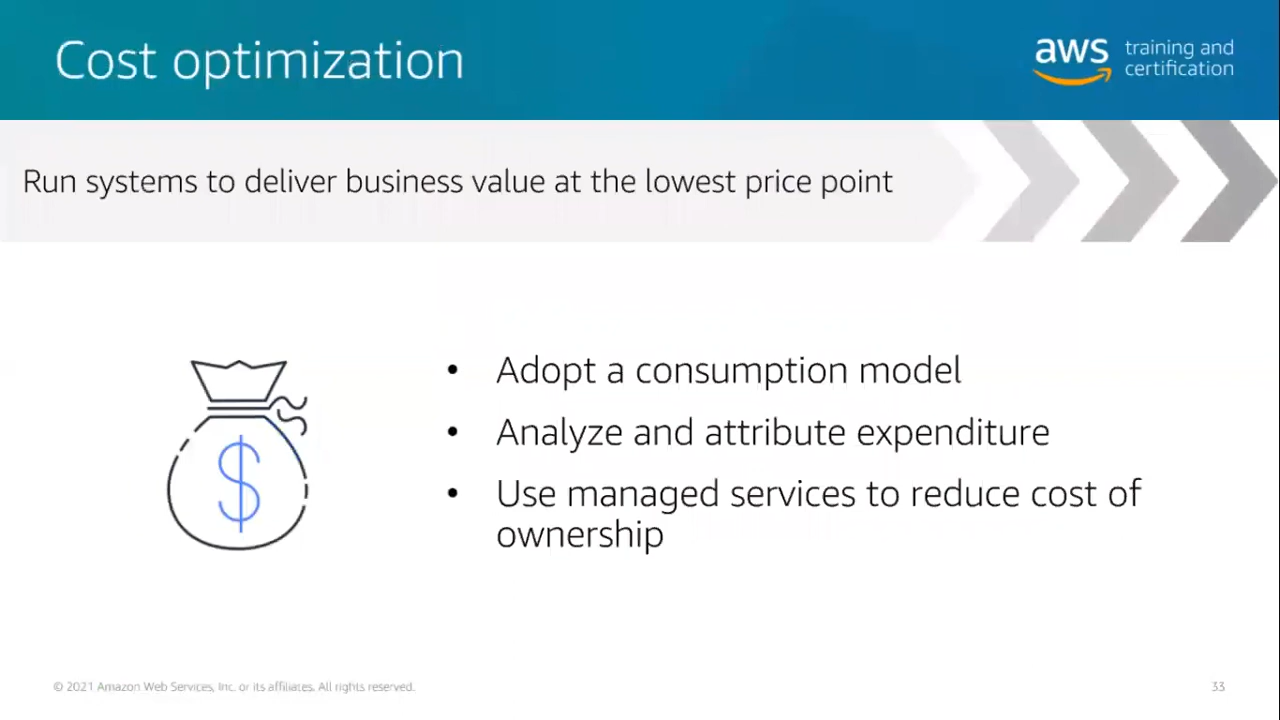 Cost optimization
aws training and
certification
Run systems to deliver business value at the lowest price point
$
• Adopt a consumption model
• Analyze and attribute expenditure
• Use managed services to reduce cost of
ownership
© 2021 Amazon Web Services, Inc. or its affiliates. All rights reserved.
33